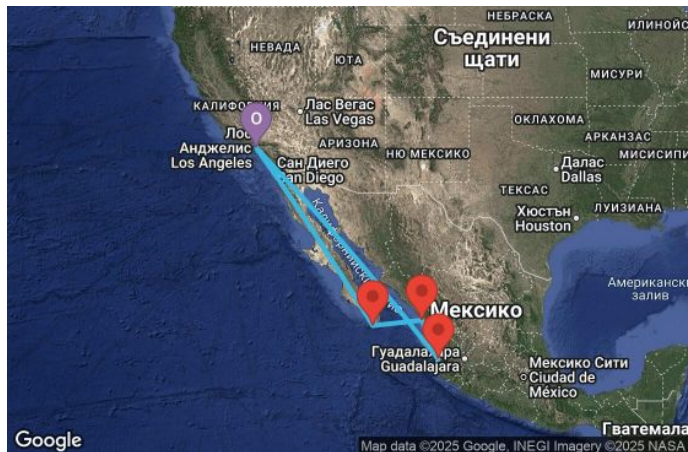 НЕБРАСКА
ИЛИНОЙС
Съединени
щати
НЕВАДА
ЮТА
МИСУРИ
КАЛИФОРНИЯ
Лас Вегас
Las Vegas
O
ОКЛАХОМА
Лос
Анджелис
Los Angeles
АРИЗОНА
АРКАНЗАС
НЮ МЕКСИКО
МИСИСИПИ
Сан Диего
San Diego
Далас
Dallas
ТЕКСАС
Хюстън
Houston
ЛУИЗИАНА
Американски
залив
Мексико
Гуадалахара
Guadalajara
Мексико Сити
Ciudad de
México
Гватемала
Google
Map data ©2025 Google, INEGI Imagery ©2025 NASA